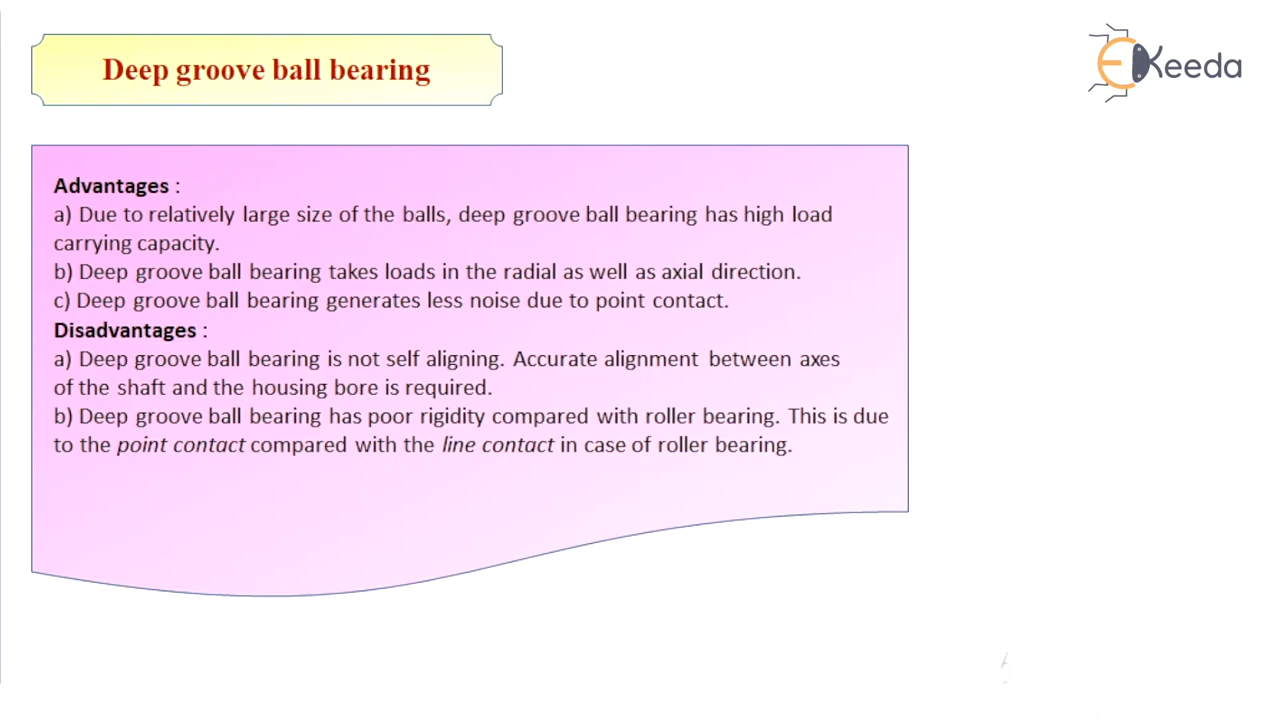 Deep groove ball bearing
EKeeda
Advantages :
a) Due to relatively large size of the balls, deep groove ball bearing has high load
carrying capacity.
b) Deep groove ball bearing takes loads in the radial as well as axial direction.
c) Deep groove ball bearing generates less noise due to point contact.
Disadvantages :
a) Deep groove ball bearing is not self aligning. Accurate alignment between axes
of the shaft and the housing bore is required.
b) Deep groove ball bearing has poor rigidity compared with roller bearing. This is due
to the point contact compared with the line contact in case of roller bearing.